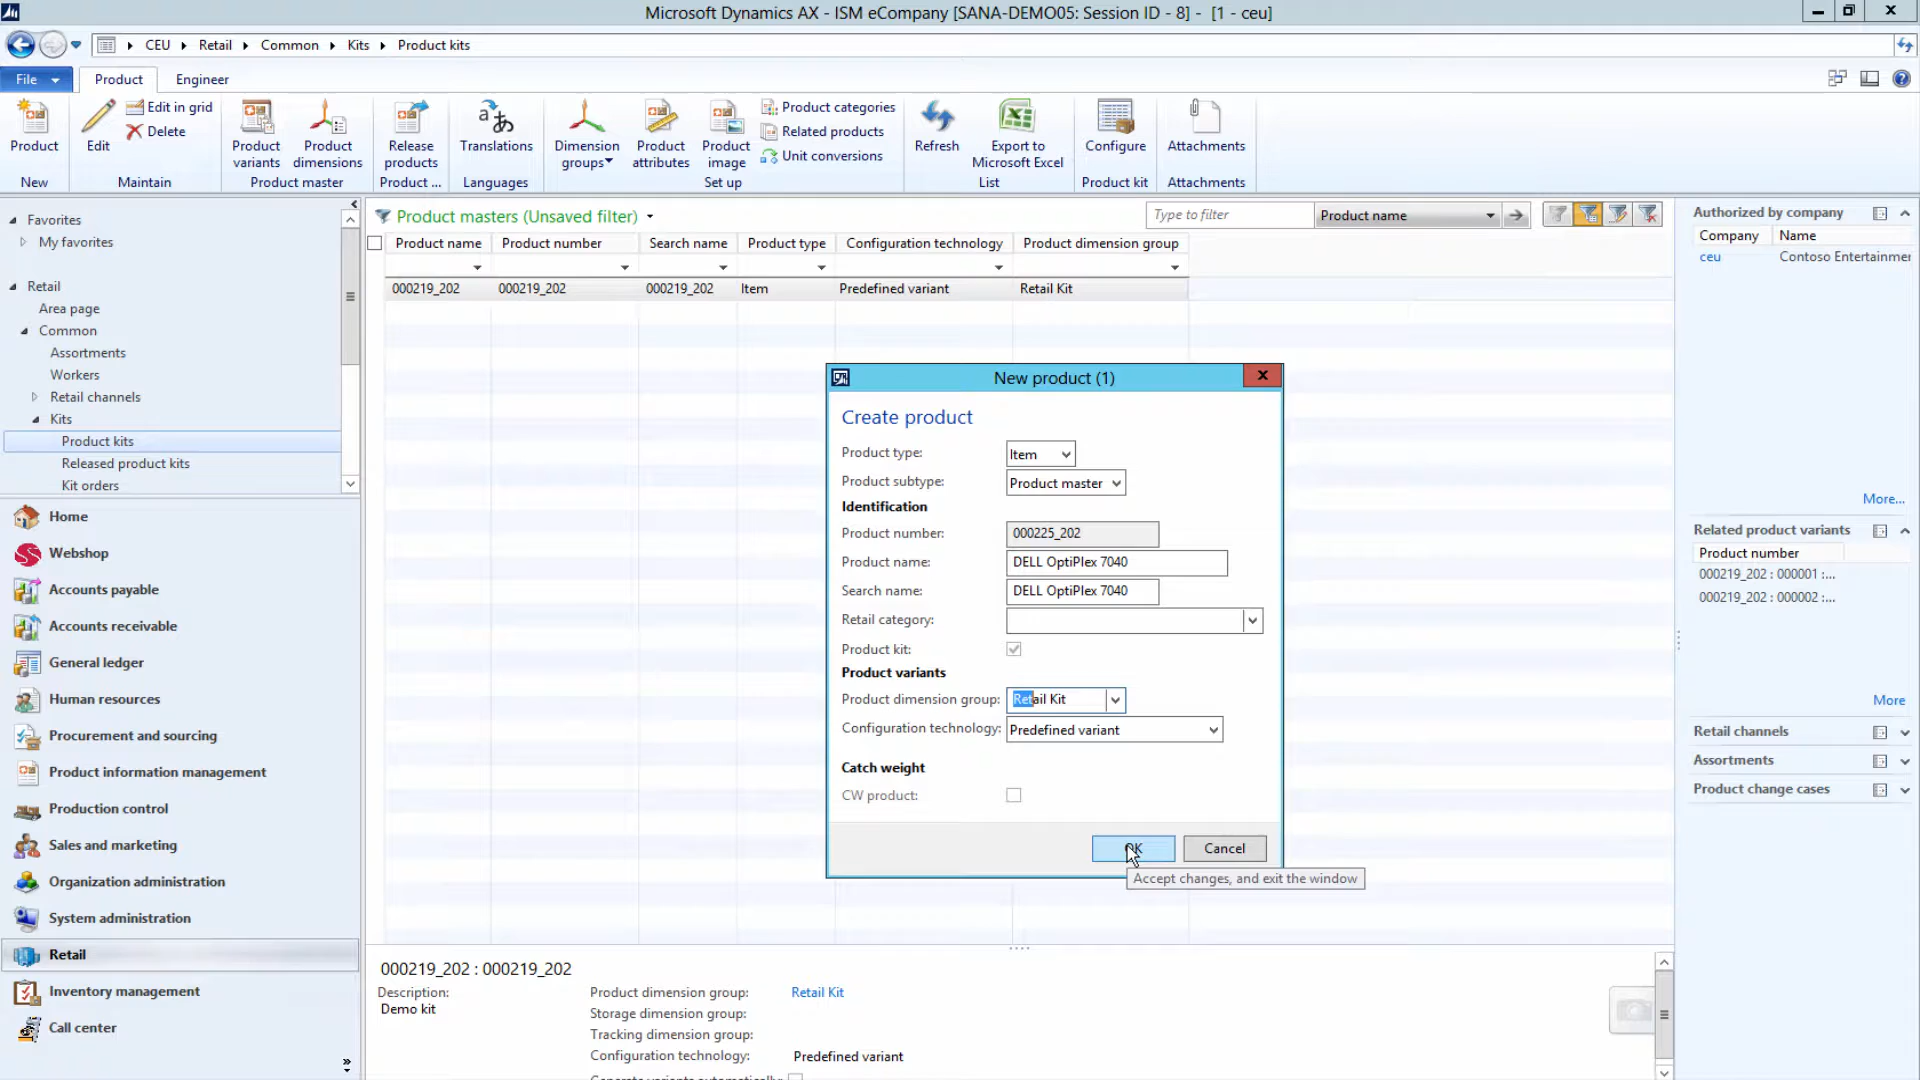 Microsoft Dynamics AX - ISM eCompany [SANA-DEMO05: Session ID - 8] - [1 - ceu]
CEU Retail Common Kits Product kits
File Product Engineer
Product
New
Edit
Edit in grid
Delete
Maintain
Product variants
Product dimensions
Product master
Release products
Product ...
Translations
Languages
Dimension groups
Product attributes
Product image
Product categories
Related products
Unit conversions
Set up
Refresh
Export to Microsoft Excel
List
Configure
Product kit
Attachments
Attachments
Favorites
My favorites
Retail
Area page
Common
Assortments
Workers
Retail channels
Kits
Product kits
Released product kits
Kit orders
Home
Webshop
Accounts payable
Accounts receivable
General ledger
Human resources
Procurement and sourcing
Product information management
Production control
Sales and marketing
Organization administration
System administration
Retail
Inventory management
Call center
Product masters (Unsaved filter)
Type to filter
Product name
Product name Product number Search name Product type Configuration technology Product dimension group
000219_202 000219_202 000219_202 Item Predefined variant Retail Kit
New product (1)
Create product
Product type: Item
Product subtype: Product master
Identification
Product number: 000225_202
Product name: DELL OptiPlex 7040
Search name: DELL OptiPlex 7040
Retail category:
Product kit:
Product variants
Product dimension group: Retail Kit
Configuration technology: Predefined variant
Catch weight
CW product:
OK Cancel
Accept changes, and exit the window
000219_202 : 000219_202
Description:
Demo kit
Product dimension group: Retail Kit
Storage dimension group:
Tracking dimension group:
Configuration technology: Predefined variant
Authorized by company
Company Name
ceu Contoso Entertainmer
More...
Related product variants
Product number
000219_202 : 000001 :...
000219_202 : 000002 :...
More
Retail channels
Assortments
Product change cases